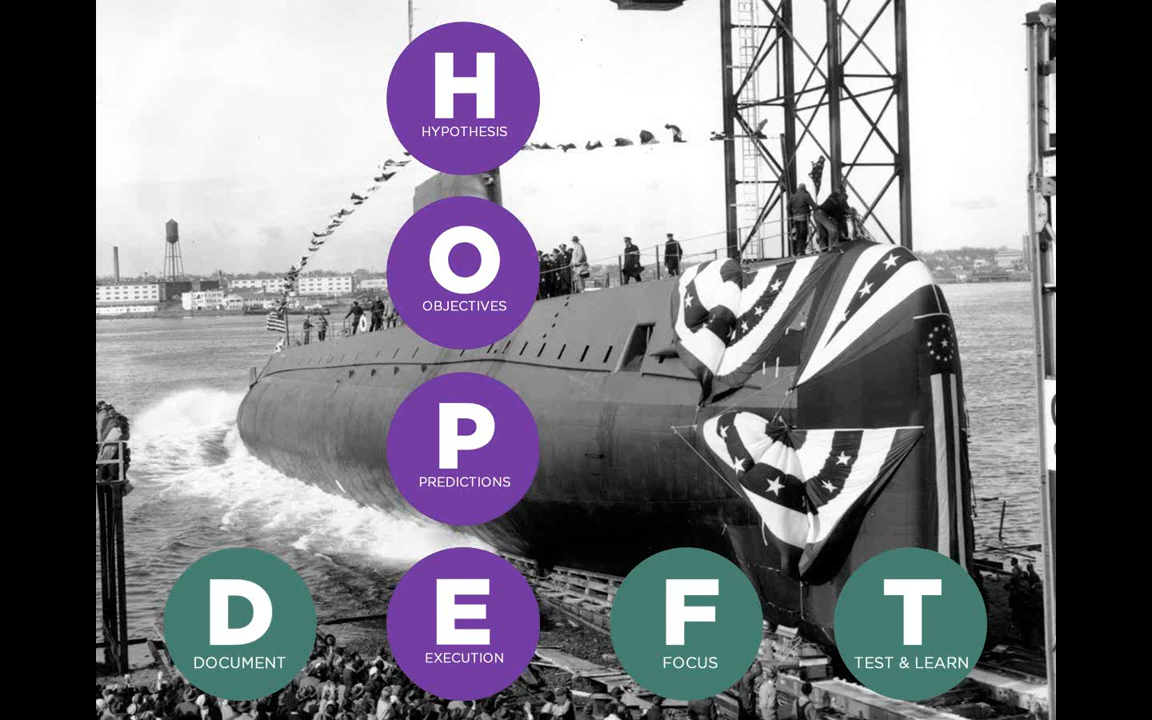 H
HYPOTHESIS
O
OBJECTIVES
P
PREDICTIONS
D
DOCUMENT
E
EXECUTION
F
FOCUS
T
TEST & LEARN